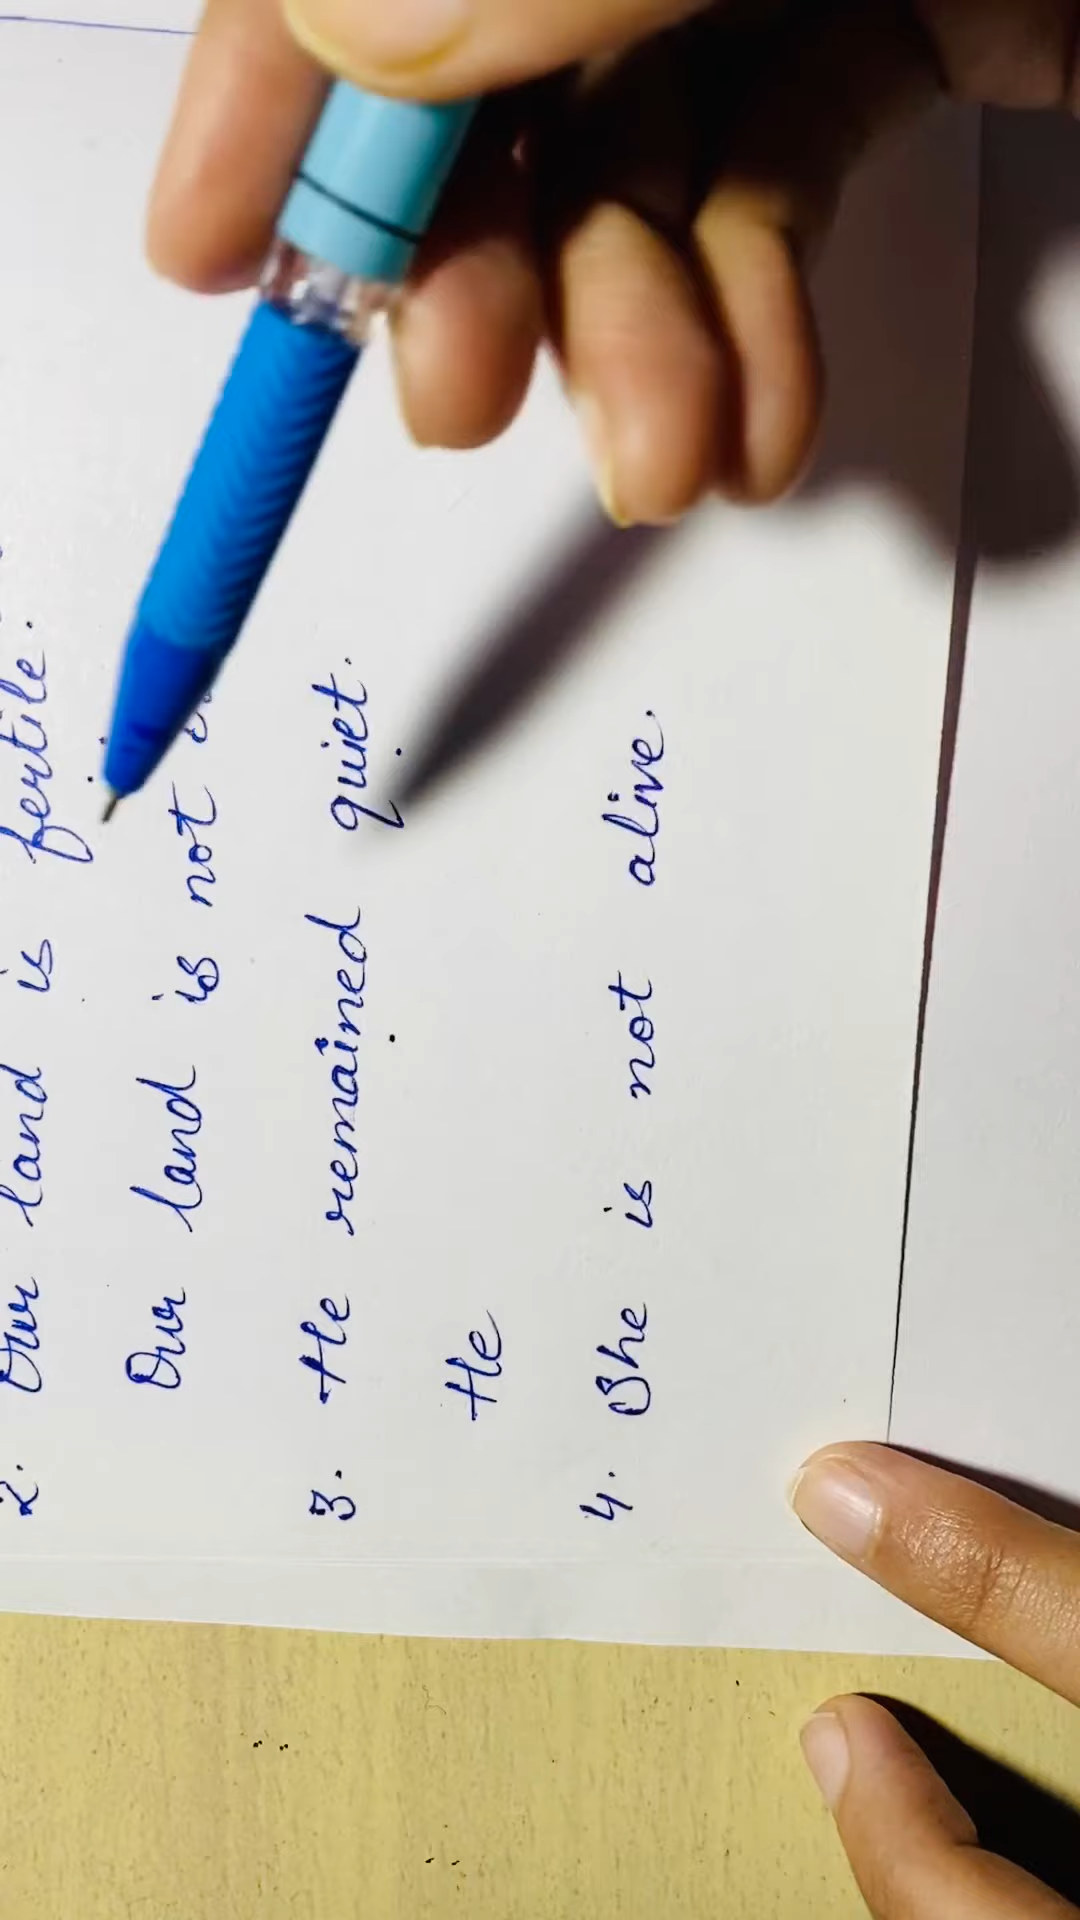 2. Our land is fertile.
Our land is not
3. He remained quiet.
He
4. She is not alive.